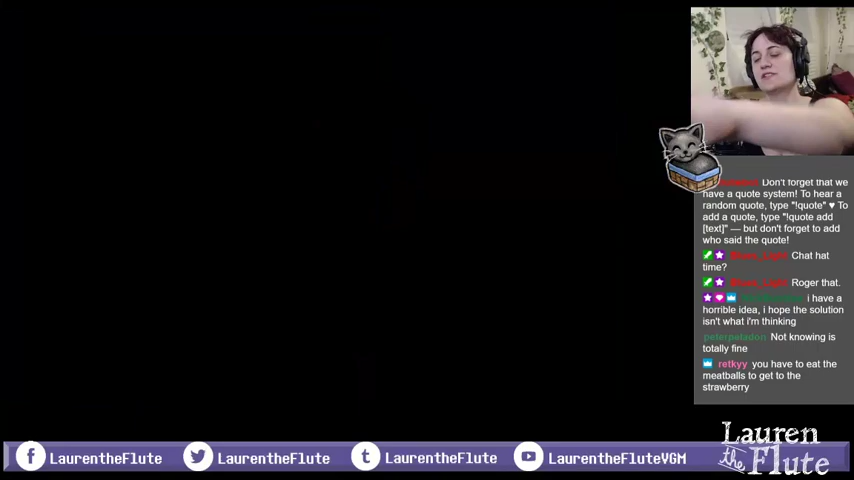 Don't forget that we
have a quote system! To hear a
random quote, type "!quote" ♥ To
add a quote, type "!quote add
[text]" — but don't forget to add
who said the quote!
Chat hat
time?
Roger that.
i have a
horrible idea, i hope the solution
isn't what i'm thinking
peterpetadon Not knowing is
totally fine
retkyy you have to eat the
meatballs to get to the
strawberry
LaurentheFlute
LaurentheFlute
LaurentheFlute
LaurentheFluteVGM
Lauren
the Flute